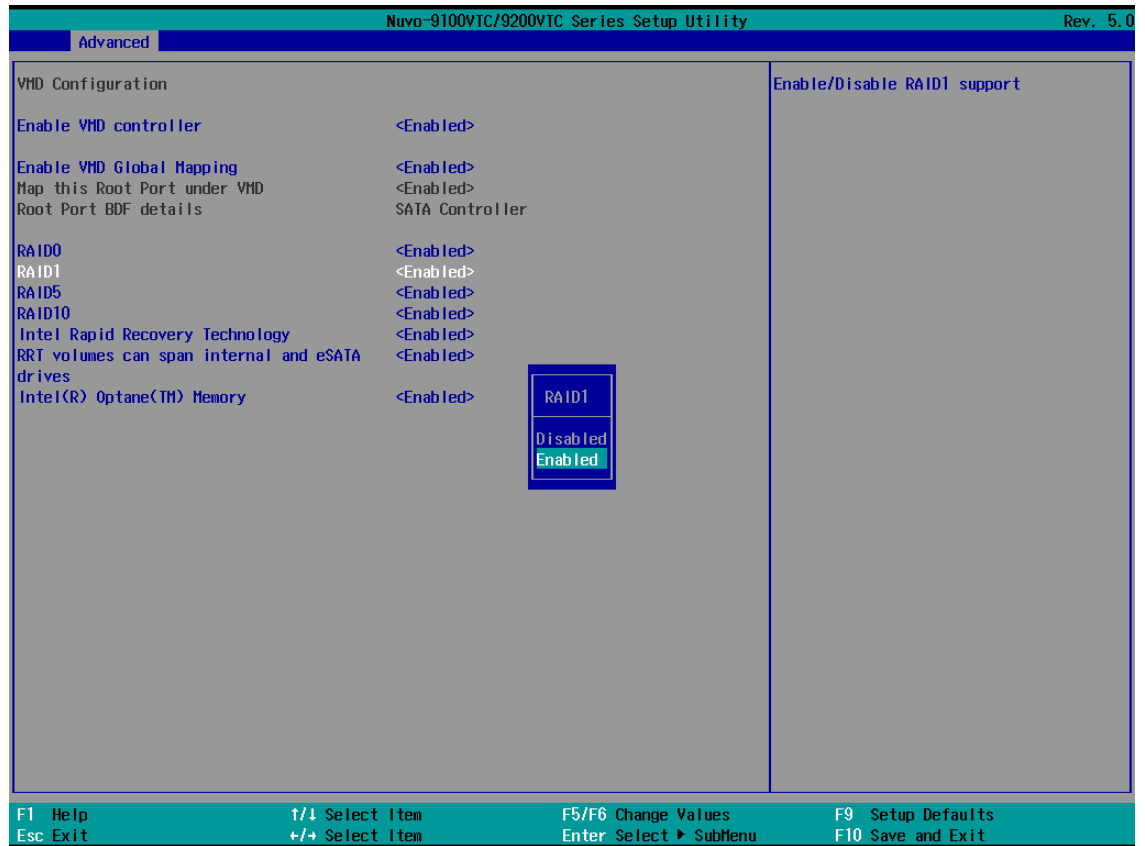 Nuvo-9100VTC/9200VTC Series Setup Utility Rev. 5.0
Advanced
VMD Configuration
Enable/Disable RAID1 support
Enable VMD controller <Enabled>
Enable VMD Global Mapping <Enabled>
Map this Root Port under VMD <Enabled>
Root Port BDF details SATA Controller
RAID0 <Enabled>
RAID1 <Enabled>
RAID5 <Enabled>
RAID10 <Enabled>
Intel Rapid Recovery Technology <Enabled>
RRT volumes can span internal and eSATA <Enabled>
drives
Intel(R) Optane(TM) Memory <Enabled>
RAID1
Disabled
Enabled
F1 Help ↑/↓ Select Item F5/F6 Change Values F9 Setup Defaults
Esc Exit ←/→ Select Item Enter Select ▶ SubMenu F10 Save and Exit